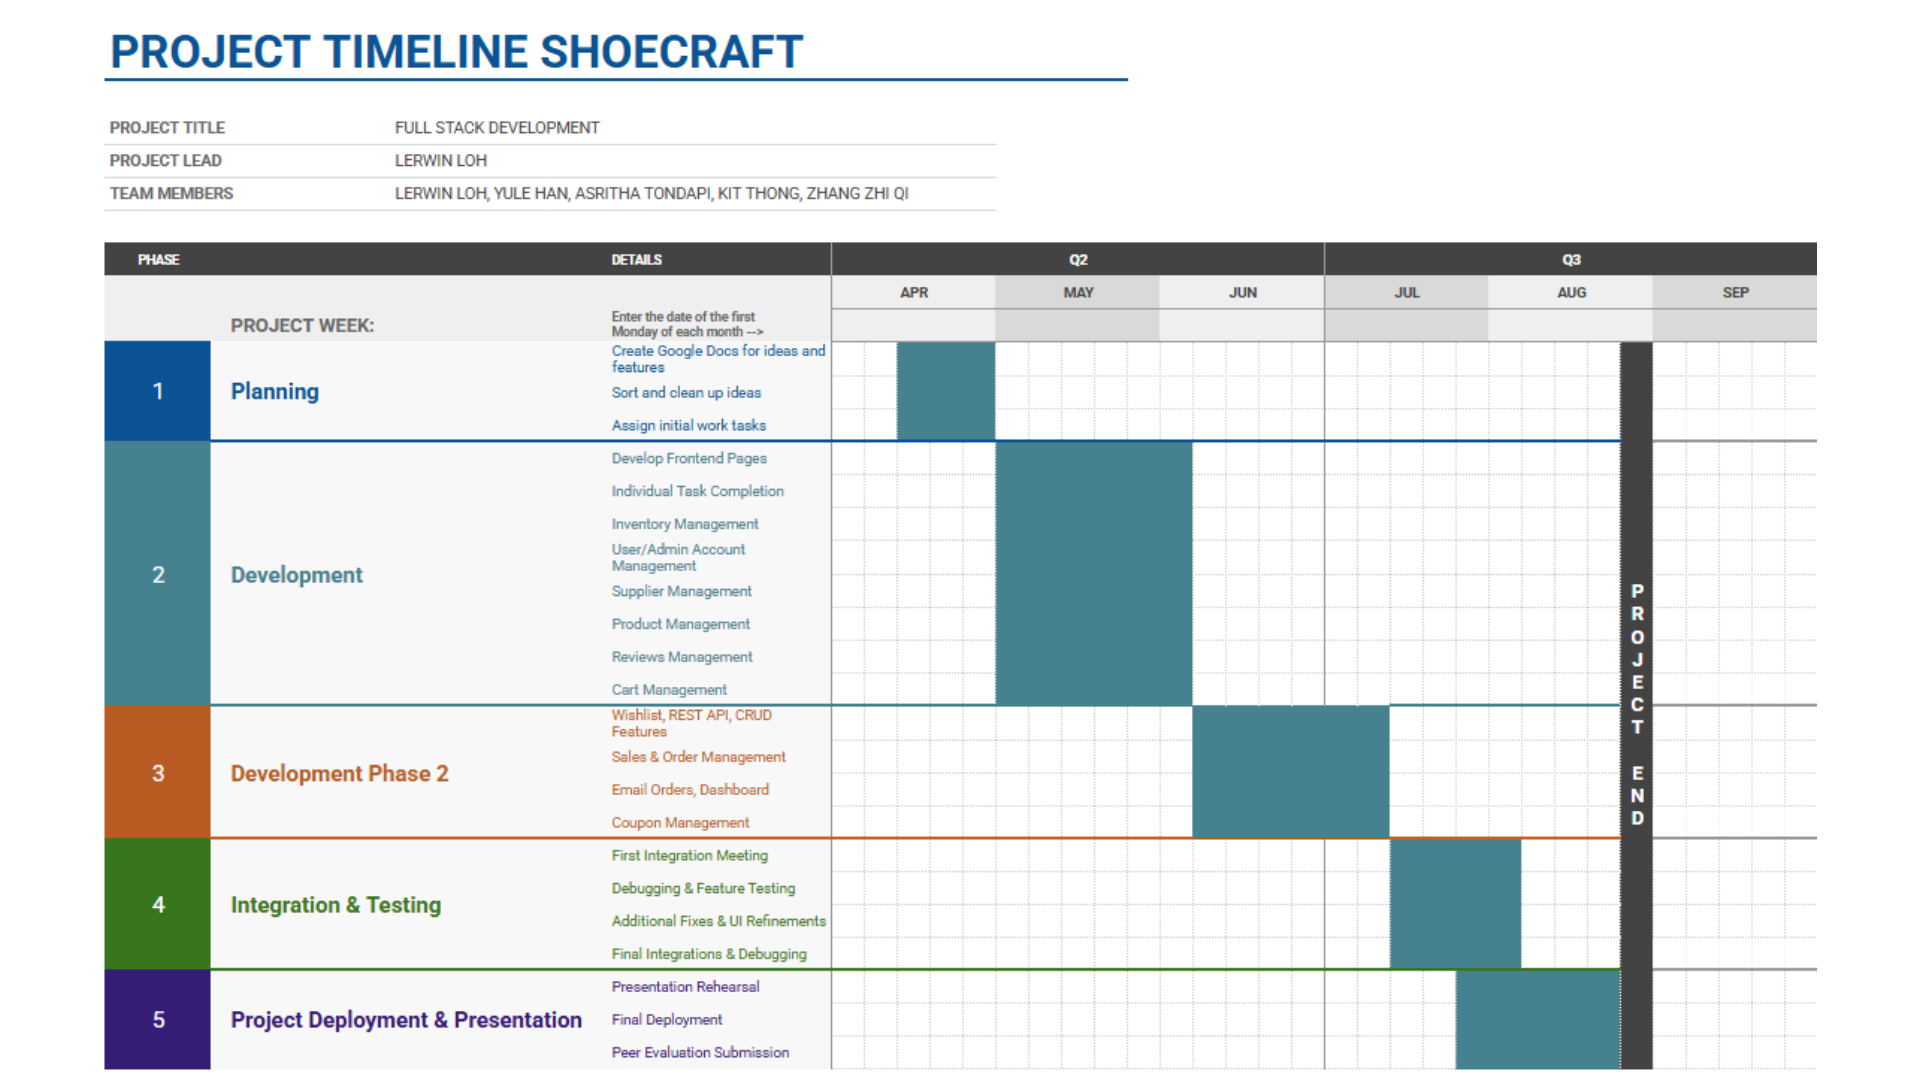 PROJECT TIMELINE SHOECRAFT
PROJECT TITLE FULL STACK DEVELOPMENT
PROJECT LEAD LERWIN LOH
TEAM MEMBERS LERWIN LOH, YULE HAN, ASRITHA TONDAPI, KIT THONG, ZHANG ZHI QI
PHASE DETAILS Q2 Q3
APR MAY JUN JUL AUG SEP
PROJECT WEEK:
Enter the date of the first
Monday of each month -->
1
Planning
Create Google Docs for ideas and
features
Sort and clean up ideas
Assign initial work tasks
2
Development
Develop Frontend Pages
Individual Task Completion
Inventory Management
User/Admin Account
Management
Supplier Management
Product Management
Reviews Management
Cart Management
3
Development Phase 2
Wishlist, REST API, CRUD
Features
Sales & Order Management
Email Orders, Dashboard
Coupon Management
4
Integration & Testing
First Integration Meeting
Debugging & Feature Testing
Additional Fixes & UI Refinements
Final Integrations & Debugging
5
Project Deployment & Presentation
Presentation Rehearsal
Final Deployment
Peer Evaluation Submission
PROJECT END